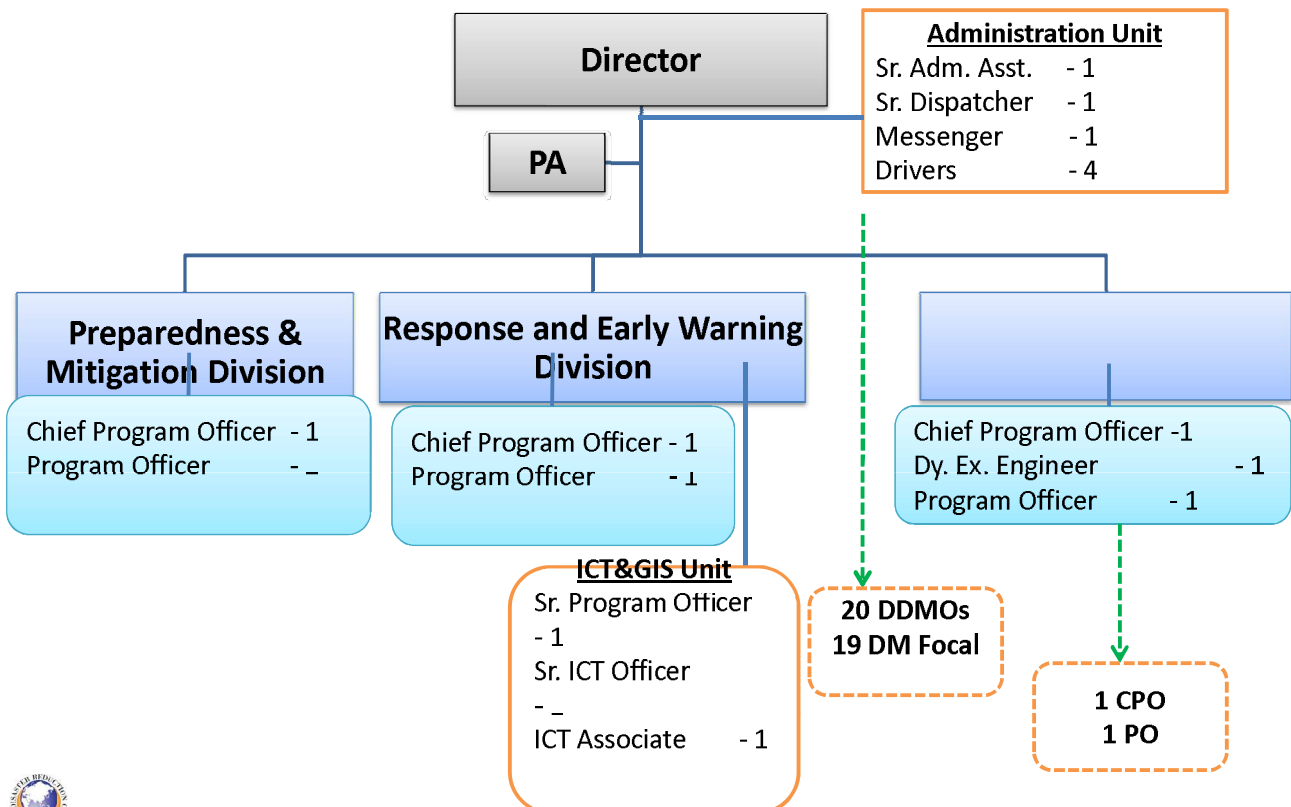 Director
Administration Unit
Sr. Adm. Asst. - 1
Sr. Dispatcher - 1
Messenger - 1
Drivers - 4
PA
Preparedness &
Mitigation Division
Response and Early Warning
Division
Chief Program Officer - 1
Program Officer -
Chief Program Officer - 1
Program Officer - 1
Chief Program Officer -1
Dy. Ex. Engineer - 1
Program Officer - 1
ICT&GIS Unit
Sr. Program Officer
- 1
Sr. ICT Officer
-
ICT Associate - 1
20 DDMOs
19 DM Focal
1 CPO
1 PO
DISASTER REDUCTION